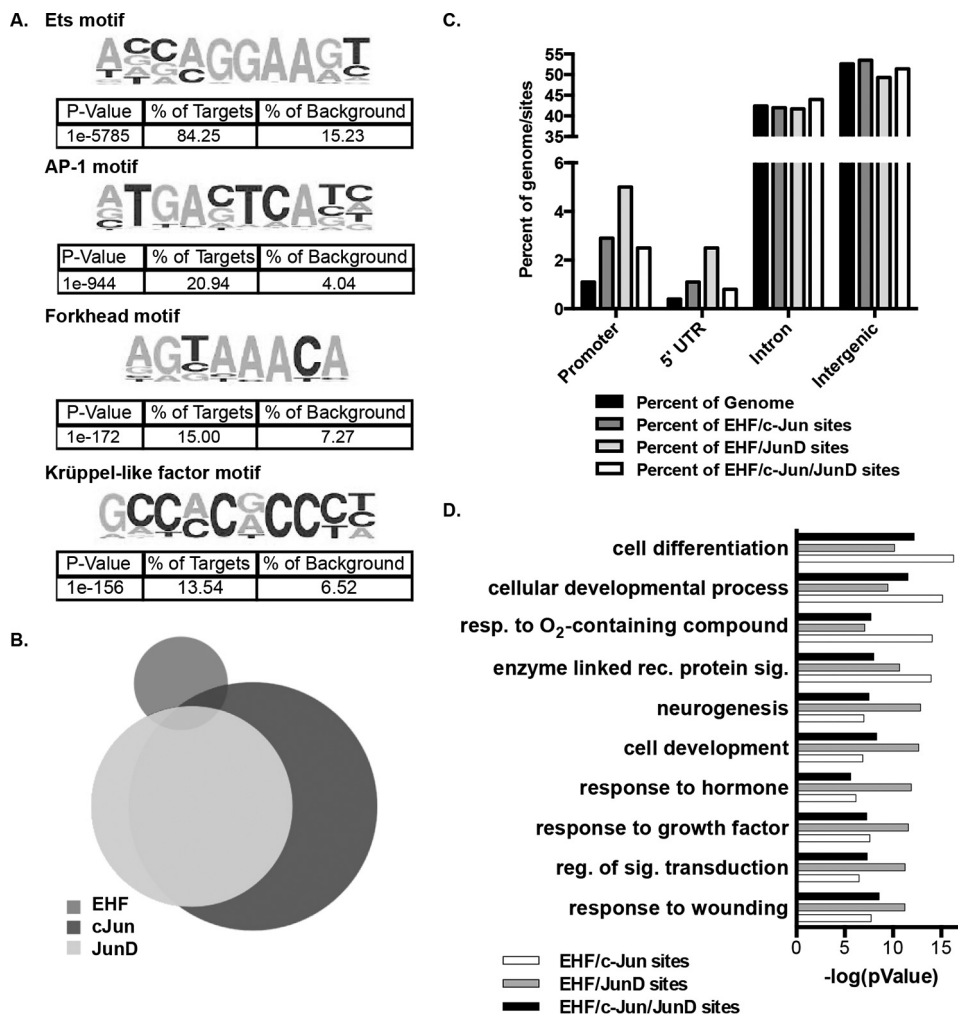 A.
Ets motif
P-Value % of Targets % of Background
1e-5785 84.25 15.23
AP-1 motif
P-Value % of Targets % of Background
1e-944 20.94 4.04
Forkhead motif
P-Value % of Targets % of Background
1e-172 15.00 7.27
Krüppel-like factor motif
P-Value % of Targets % of Background
1e-156 13.54 6.52
B.
EHF
cJun
JunD
C.
Percent of genome/sites
55
50
45
40
35
6
4
2
0
Promoter
5' UTR
Intron
Intergenic
Percent of Genome
Percent of EHF/c-Jun sites
Percent of EHF/JunD sites
Percent of EHF/c-Jun/JunD sites
D.
cell differentiation
cellular developmental process
resp. to O2-containing compound
enzyme linked rec. protein sig.
neurogenesis
cell development
response to hormone
response to growth factor
reg. of sig. transduction
response to wounding
0 5 10 15
-log(pValue)
EHF/c-Jun sites
EHF/JunD sites
EHF/c-Jun/JunD sites